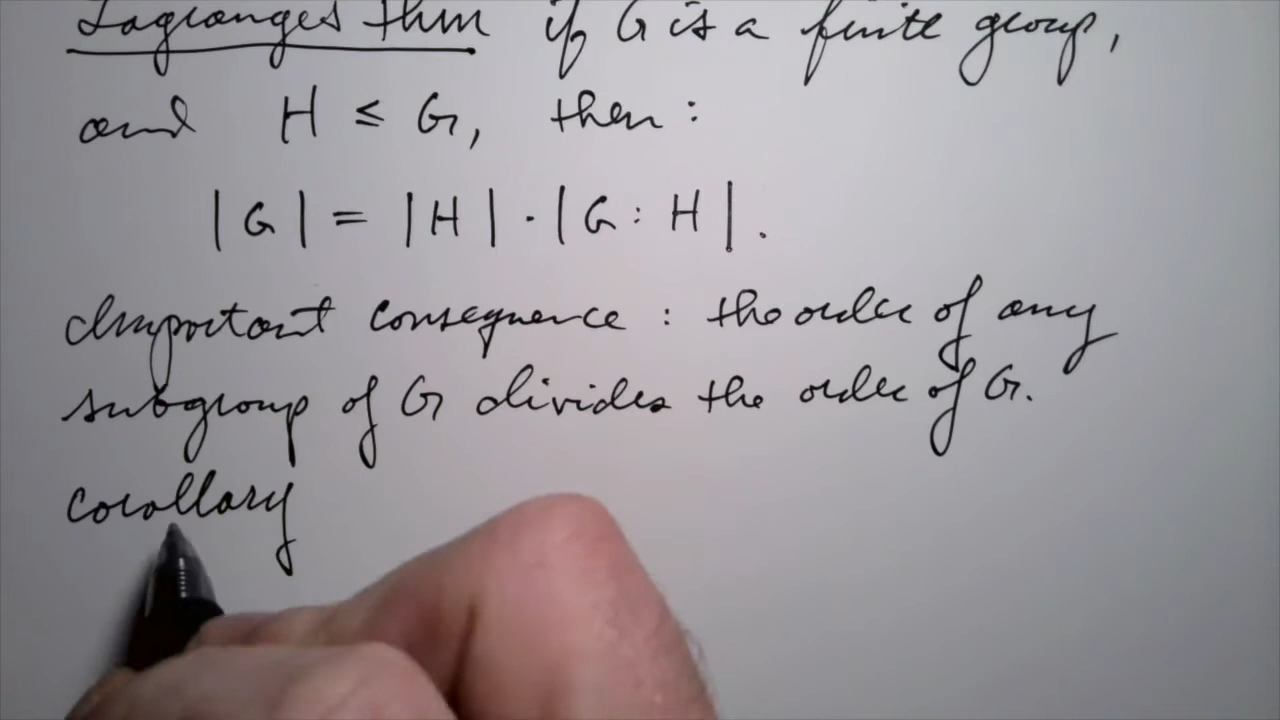 Lagranges thm if G is a finite group,
and H ≤ G, then:
|G| = |H| · |G : H|.
Important consequence : the order of any
subgroup of G divides the order of G.
corollary